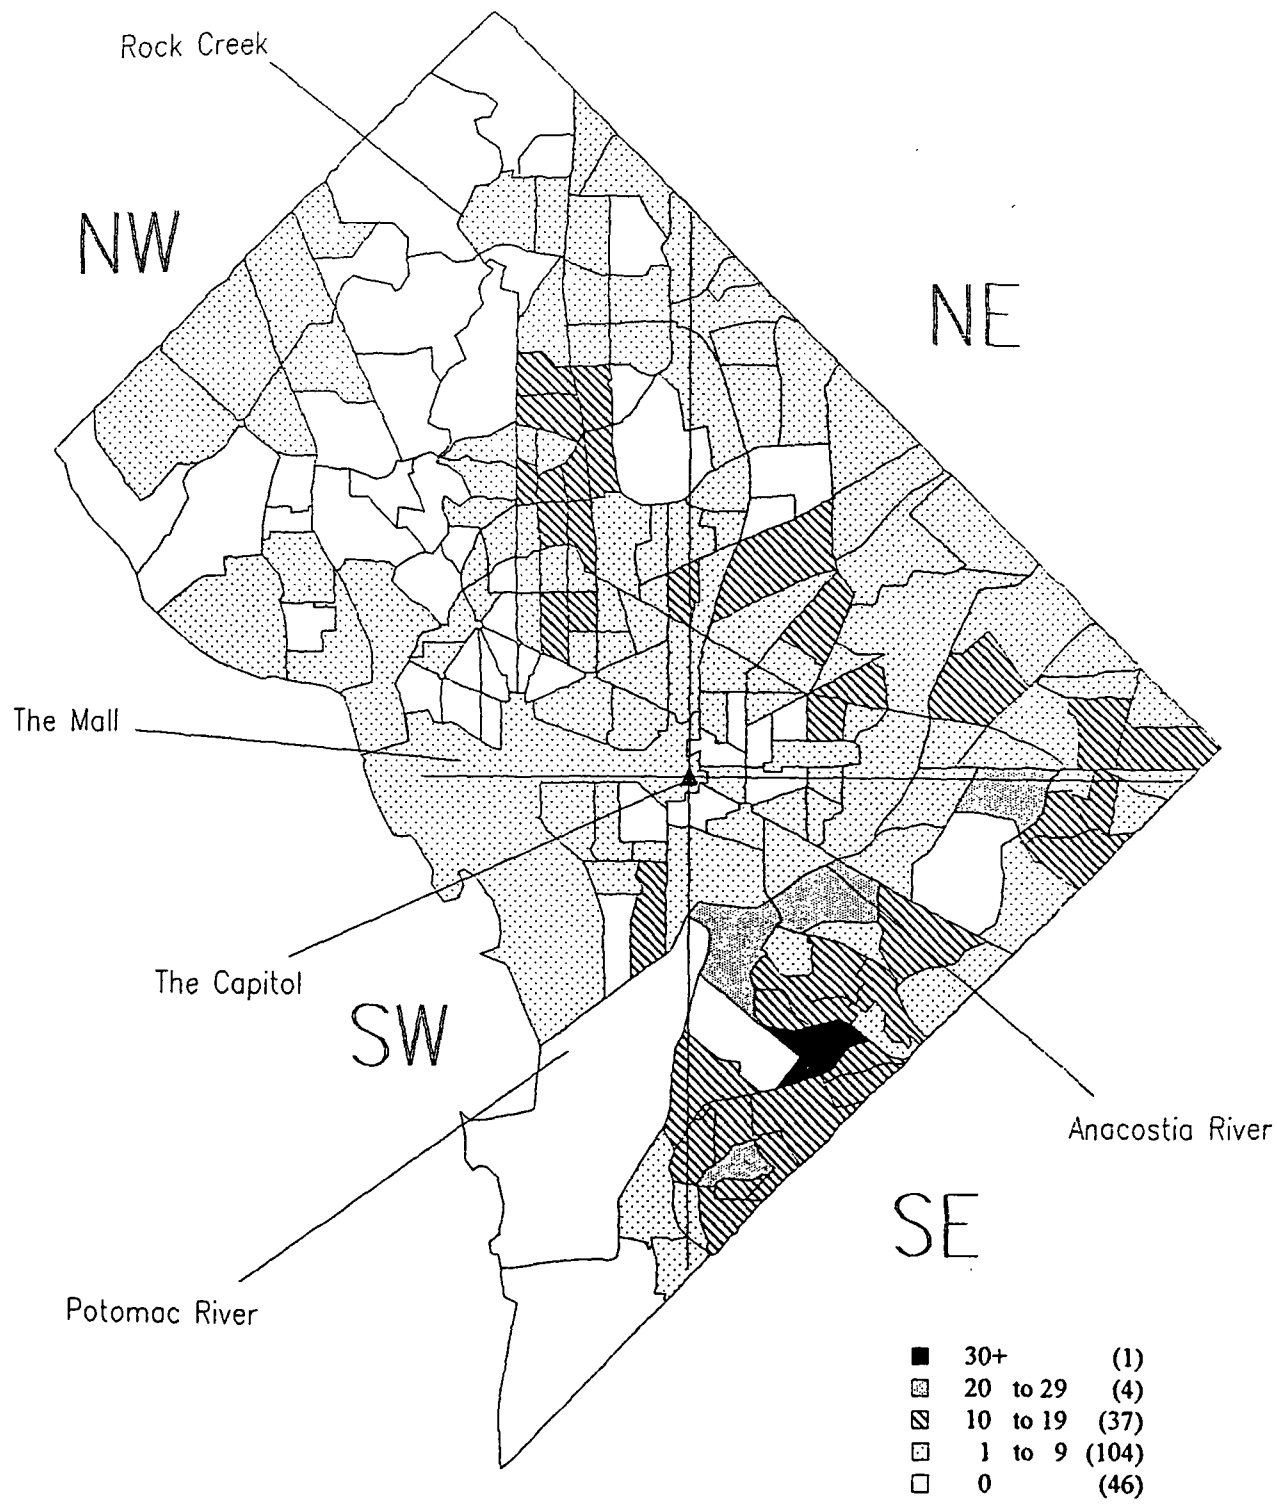 Rock Creek
NW
NE
The Mall
The Capitol
SW
Anacostia River
SE
Potomac River
30+ (1)
20 to 29 (4)
10 to 19 (37)
1 to 9 (104)
0 (46)